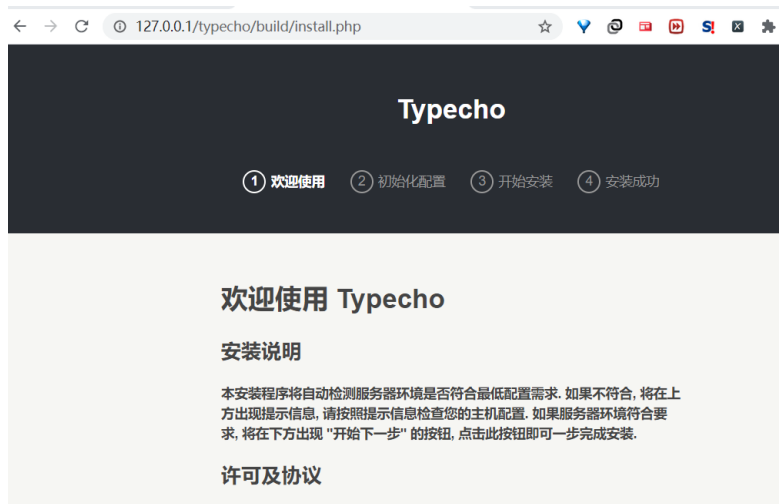 127.0.0.1/typecho/build/install.php
Typecho
1 欢迎使用 2 初始化配置 3 开始安装 4 安装成功
欢迎使用 Typecho
安装说明
本安装程序将自动检测服务器环境是否符合最低配置需求. 如果不符合, 将在上
方出现提示信息, 请按照提示信息检查您的主机配置. 如果服务器环境符合要
求, 将在下方出现 "开始下一步" 的按钮, 点击此按钮即可一步完成安装.
许可及协议